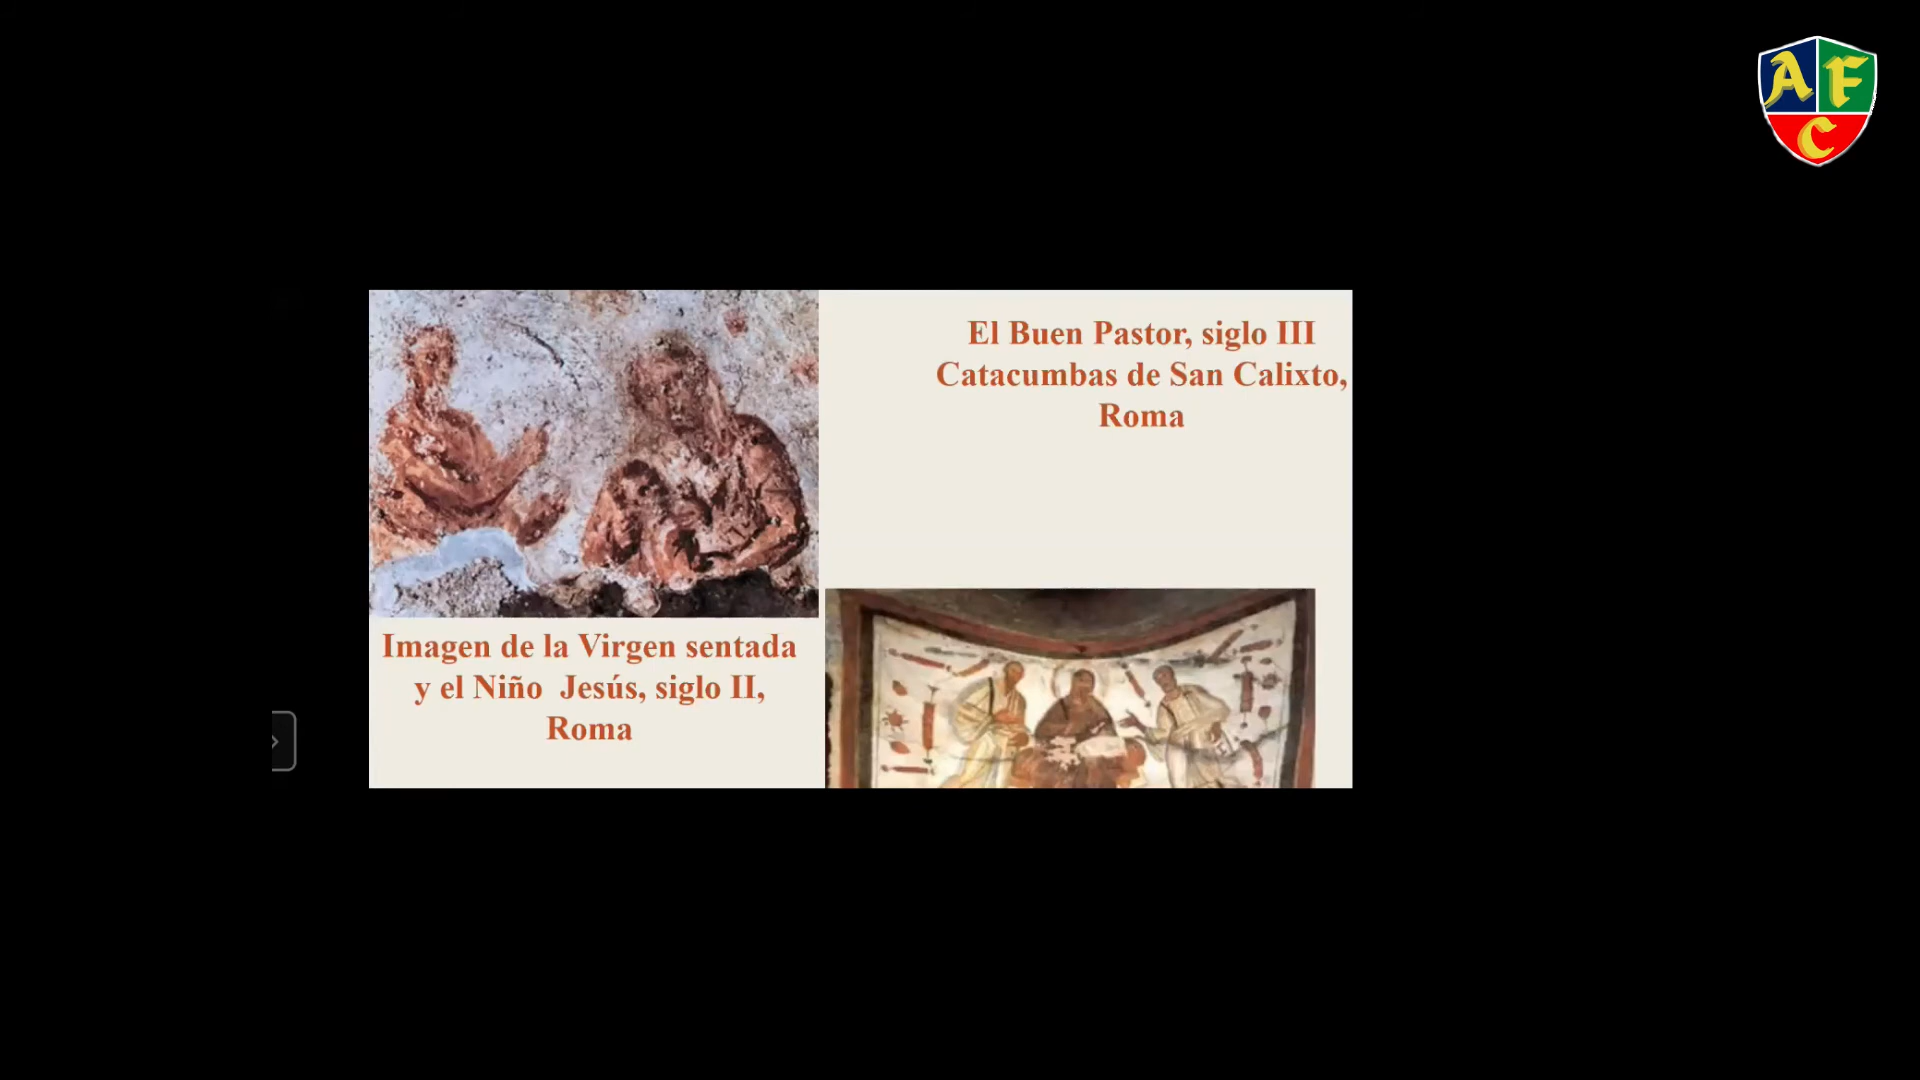 A F
C
El Buen Pastor, siglo III
Catacumbas de San Calixto,
Roma
Imagen de la Virgen sentada
y el Niño Jesús, siglo II,
Roma